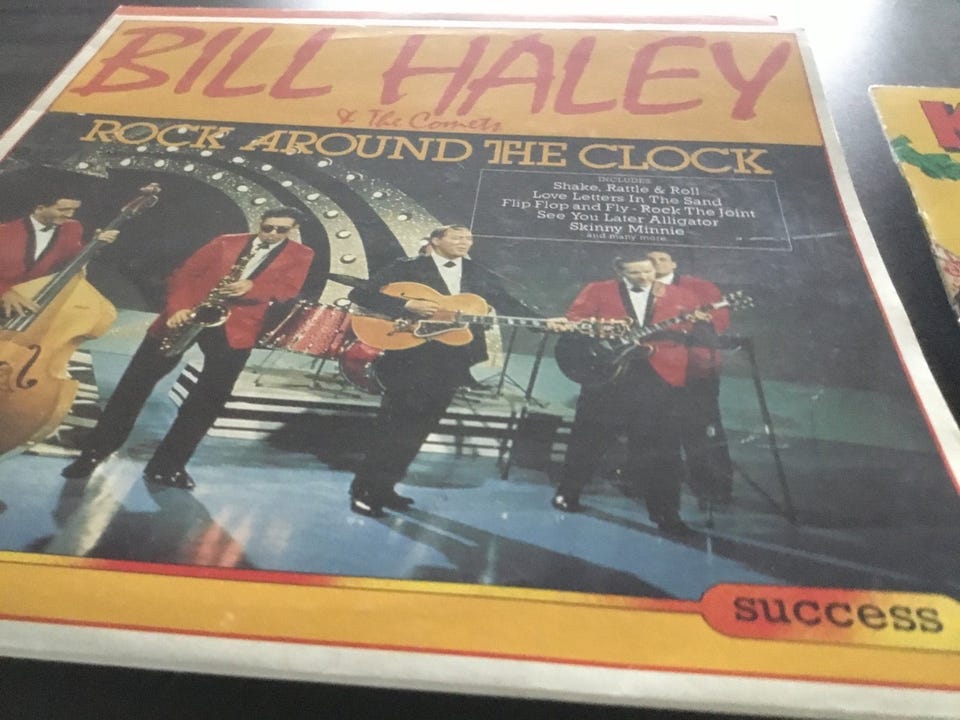 BILL HALEY
& The Comets
ROCK AROUND THE CLOCK
INCLUDES
Shake, Rattle & Roll
Love Letters In The Sand
Flip Flop and Fly - Rock The Joint
See You Later Alligator
Skinny Minnie
and many more...
success
K